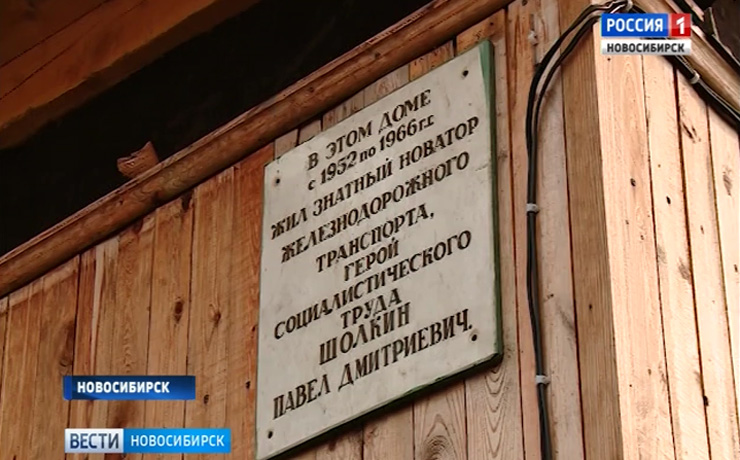 РОССИЯ 1
НОВОСИБИРСК
В ЭТОМ ДОМЕ
с 1952 по 1966 г.г.
ЖИЛ ЗНАТНЫЙ НОВАТОР
ЖЕЛЕЗНОДОРОЖНОГО
ТРАНСПОРТА,
ГЕРОЙ
СОЦИАЛИСТИЧЕСКОГО
ТРУДА
ШОЛКИН
ПАВЕЛ ДМИТРИЕВИЧ.
НОВОСИБИРСК
ВЕСТИ НОВОСИБИРСК